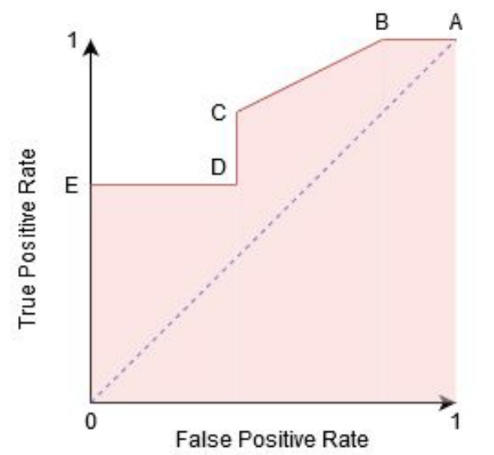 B A
1
C
D
E
True Positive Rate
0 1
False Positive Rate